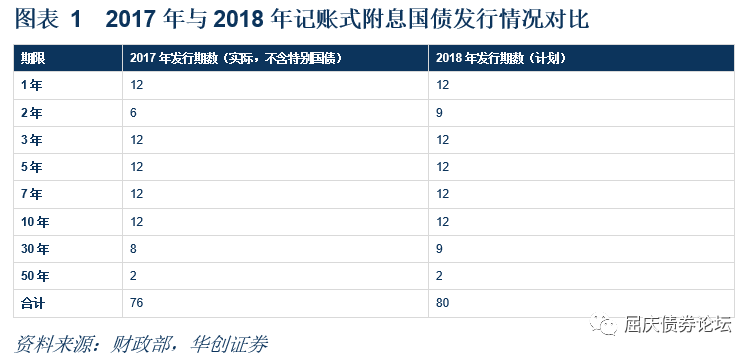 图表 1 2017 年与 2018 年记账式附息国债发行情况对比
期限 2017 年发行期数（实际，不含特别国债） 2018 年发行期数（计划）
1 年 12 12
2 年 6 9
3 年 12 12
5 年 12 12
7 年 12 12
10 年 12 12
30 年 8 9
50 年 2 2
合计 76 80
屈庆债券论坛
资料来源：财政部，华创证券